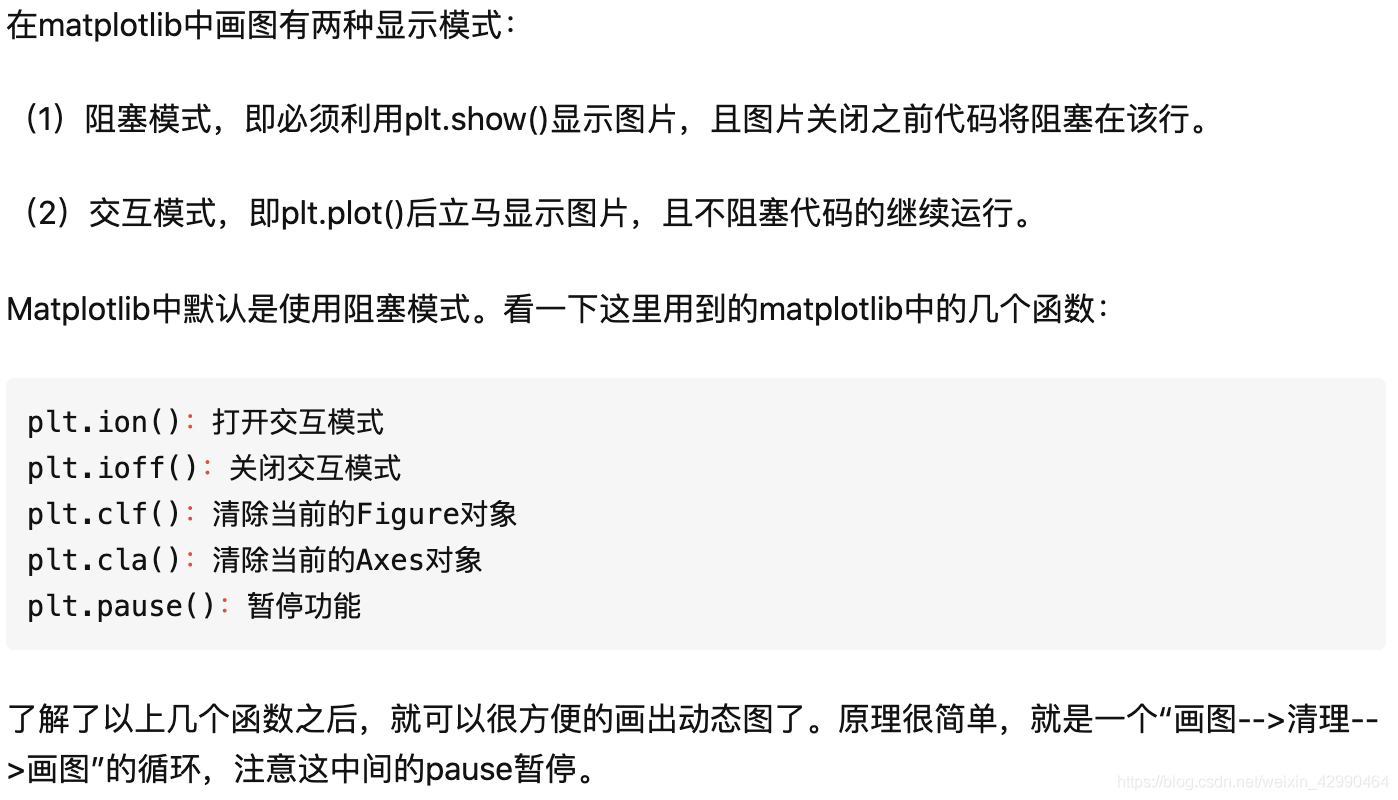 在matplotlib中画图有两种显示模式：
（1）阻塞模式，即必须利用plt.show()显示图片，且图片关闭之前代码将阻塞在该行。
（2）交互模式，即plt.plot()后立马显示图片，且不阻塞代码的继续运行。
Matplotlib中默认是使用阻塞模式。看一下这里用到的matplotlib中的几个函数：
plt.ion()：打开交互模式
plt.ioff()：关闭交互模式
plt.clf()：清除当前的Figure对象
plt.cla()：清除当前的Axes对象
plt.pause()：暂停功能
了解了以上几个函数之后，就可以很方便的画出动态图了。原理很简单，就是一个“画图-->清理--
>画图”的循环，注意这中间的pause暂停。
https://blog.csdn.net/weixin_42990464